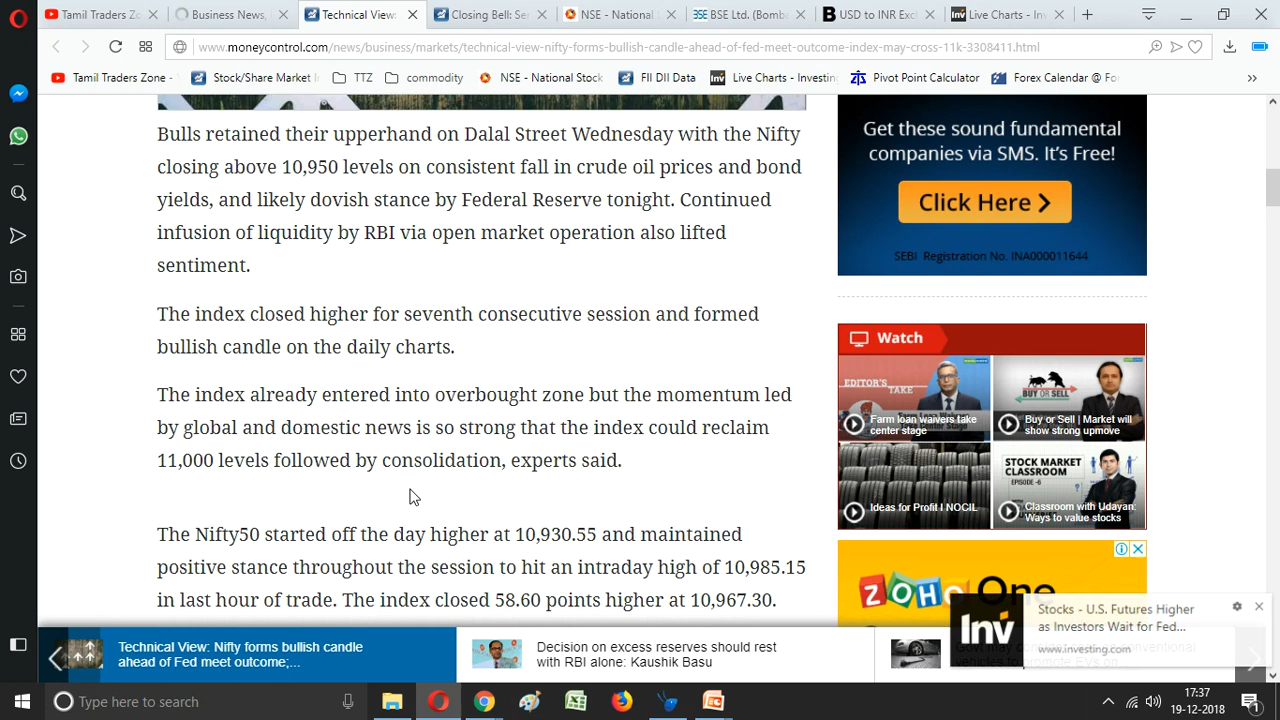 Tamil Traders Zo
Business News,
Technical View:
Closing Bell: Sen
NSE - National S
BSE Ltd. (Bomb
USD to INR Exc
Live Charts - Inv
www.moneycontrol.com/news/business/markets/technical-view-nifty-forms-bullish-candle-ahead-of-fed-meet-outcome-index-may-cross-11k-3308411.html
Tamil Traders Zone -
Stock/Share Market I
TTZ
commodity
NSE - National Stock
FII DII Data
Live Charts - Investin
Pivot Point Calculator
Forex Calendar @ Fo
Bulls retained their upperhand on Dalal Street Wednesday with the Nifty
closing above 10,950 levels on consistent fall in crude oil prices and bond
yields, and likely dovish stance by Federal Reserve tonight. Continued
infusion of liquidity by RBI via open market operation also lifted
sentiment.
The index closed higher for seventh consecutive session and formed
bullish candle on the daily charts.
The index already entered into overbought zone but the momentum led
by global and domestic news is so strong that the index could reclaim
11,000 levels followed by consolidation, experts said.
The Nifty50 started off the day higher at 10,930.55 and maintained
positive stance throughout the session to hit an intraday high of 10,985.15
in last hour of trade. The index closed 58.60 points higher at 10,967.30.
Get these sound fundamental
companies via SMS. It's Free!
Click Here
SEBI Registration No. INA000011644
Watch
EDITOR'S
TAKE
Farm loan waivers take
center stage
BUY OR SELL
Buy or Sell | Market will
show strong upmove
Ideas for Profit I NOCIL
STOCK MARKET
CLASSROOM
EPISODE -6
Classroom with Udayan:
Ways to value stocks
ZOHO One
Inv
Stocks - U.S. Futures Higher
as Investors Wait for Fed...
www.investing.com
Technical View: Nifty forms bullish candle
ahead of Fed meet outcome;...
Decision on excess reserves should rest
with RBI alone: Kaushik Basu
Type here to search
17:37
19-12-2018